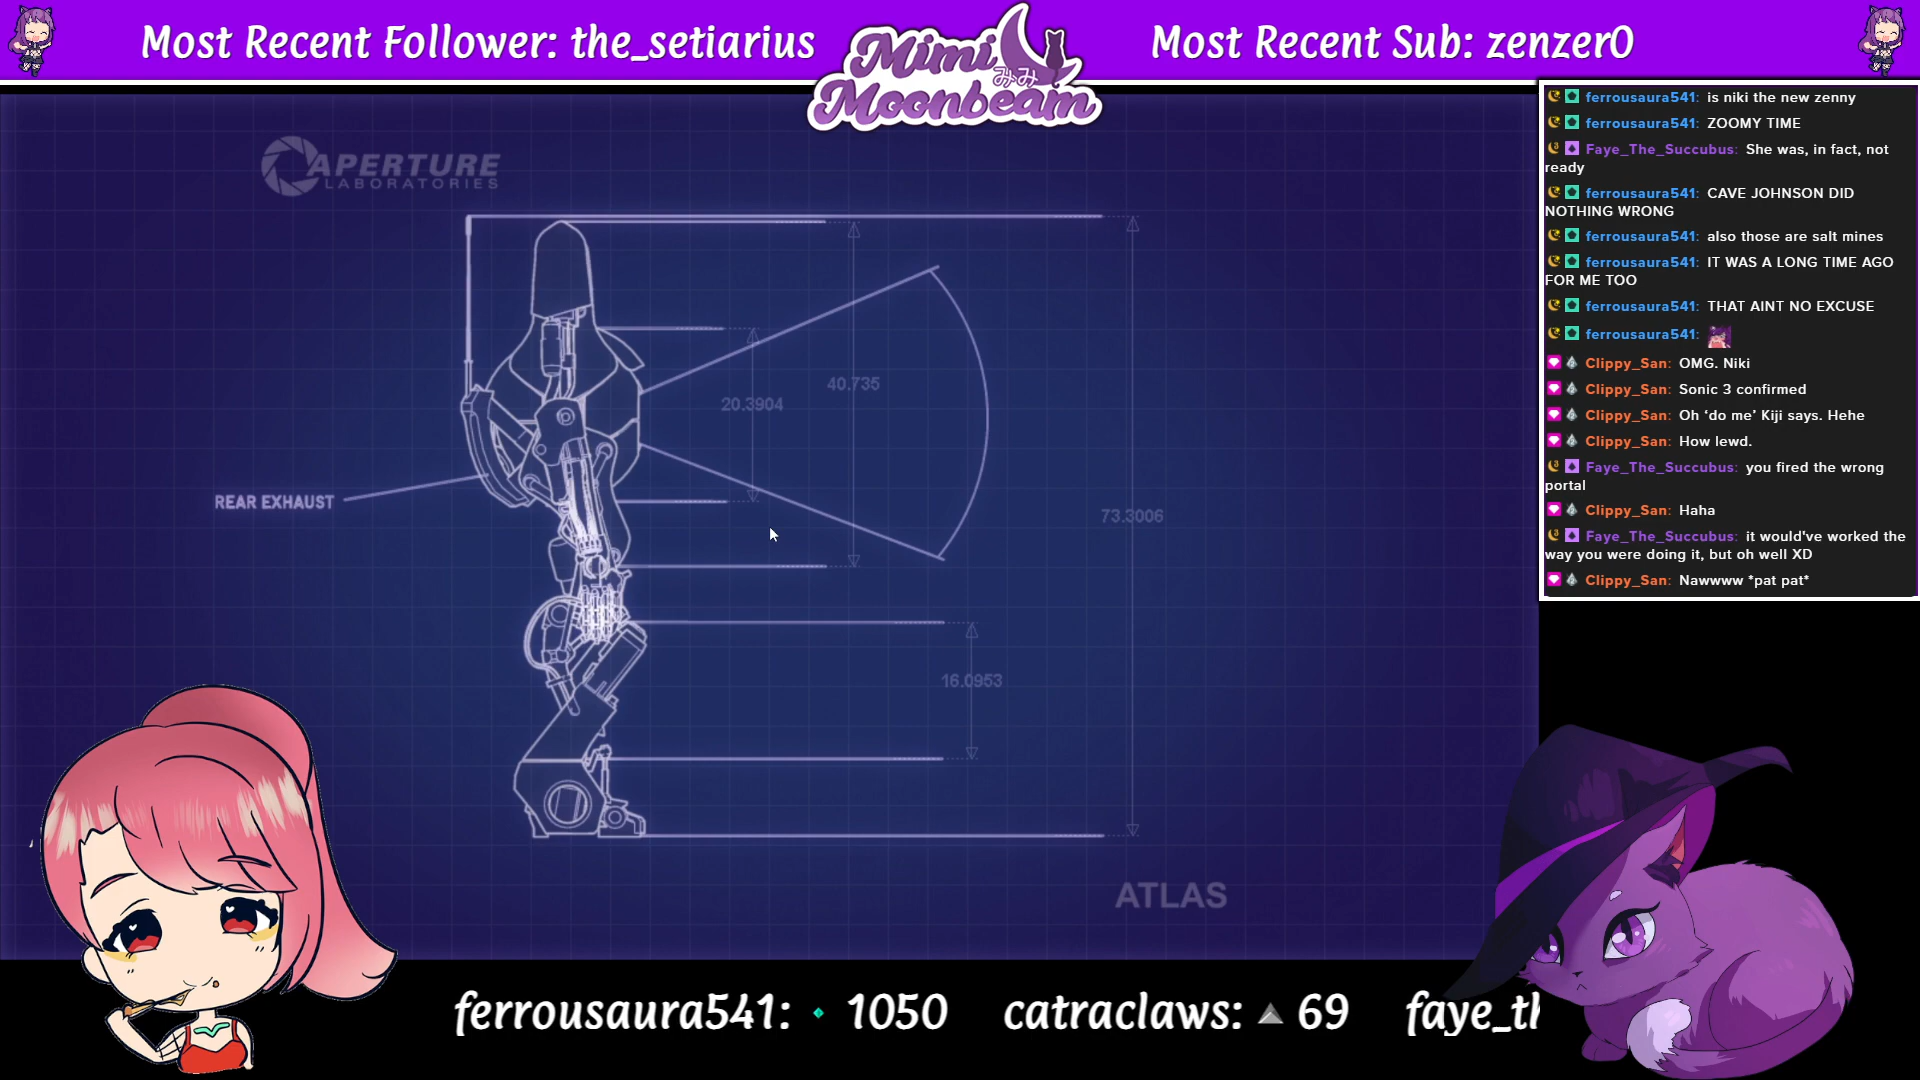 Most Recent Follower: the_setiarius
Mimi
みみ
Moonbeam
Most Recent Sub: zenzer0
APERTURE
LABORATORIES
40.735
20.3904
REAR EXHAUST
73.3006
16.0953
ATLAS
ferrousaura541: is niki the new zenny
ferrousaura541: ZOOMY TIME
Faye_The_Succubus: She was, in fact, not
ready
ferrousaura541: CAVE JOHNSON DID
NOTHING WRONG
ferrousaura541: also those are salt mines
ferrousaura541: IT WAS A LONG TIME AGO
FOR ME TOO
ferrousaura541: THAT AINT NO EXCUSE
ferrousaura541:
Clippy_San: OMG. Niki
Clippy_San: Sonic 3 confirmed
Clippy_San: Oh ‘do me’ Kiji says. Hehe
Clippy_San: How lewd.
Faye_The_Succubus: you fired the wrong
portal
Clippy_San: Haha
Faye_The_Succubus: it would've worked the
way you were doing it, but oh well XD
Clippy_San: Nawwww *pat pat*
ferrousaura541: 1050 catraclaws: 69 faye_th